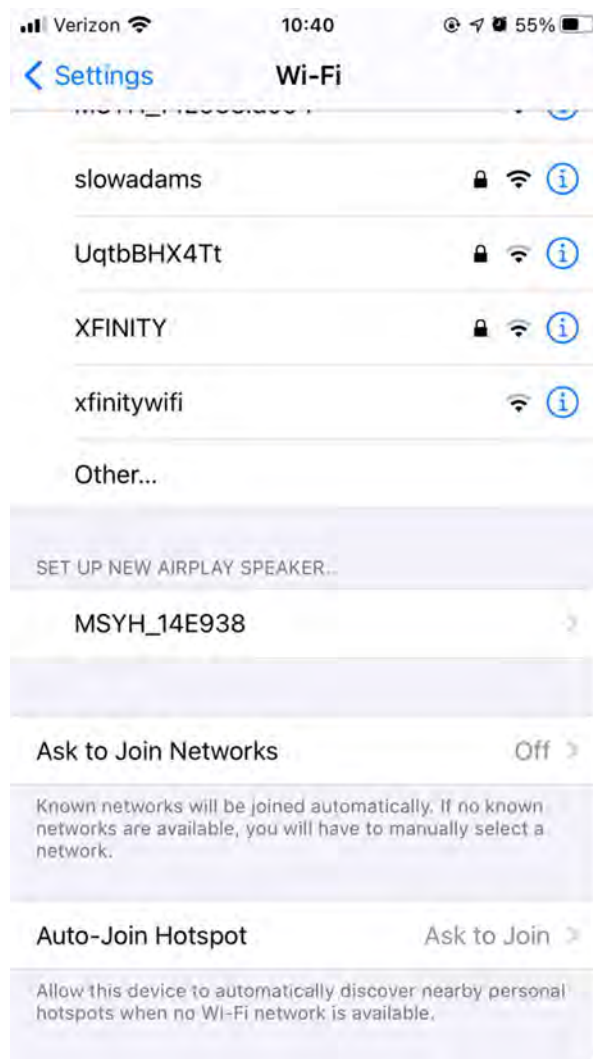 Verizon 10:40 55%
Settings Wi-Fi
slowadams
UqtbBHX4Tt
XFINITY
xfinitywifi
Other...
SET UP NEW AIRPLAY SPEAKER...
MSYH_14E938
Ask to Join Networks Off
Known networks will be joined automatically. If no known
networks are available, you will have to manually select a
network.
Auto-Join Hotspot Ask to Join
Allow this device to automatically discover nearby personal
hotspots when no Wi-Fi network is available.